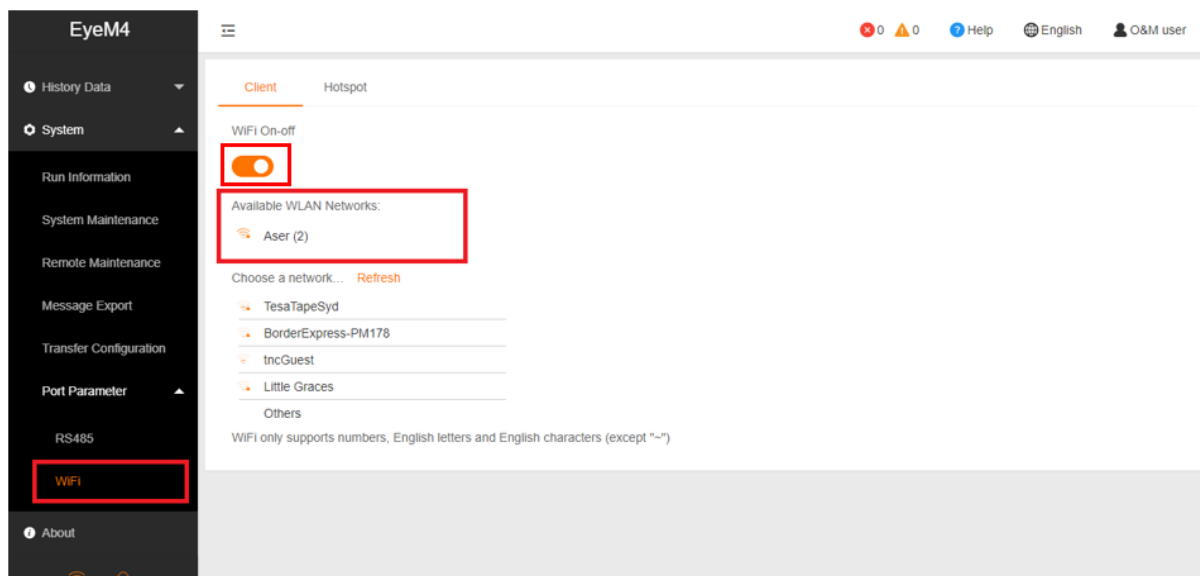 EyeM4
0 0 Help English O&M user
History Data
System
Run Information
System Maintenance
Remote Maintenance
Message Export
Transfer Configuration
Port Parameter
RS485
WiFi
About
Client Hotspot
WiFi On-off
Available WLAN Networks:
Aser (2)
Choose a network... Refresh
TesaTapeSyd
BorderExpress-PM178
tncGuest
Little Graces
Others
WiFi only supports numbers, English letters and English characters (except "~")